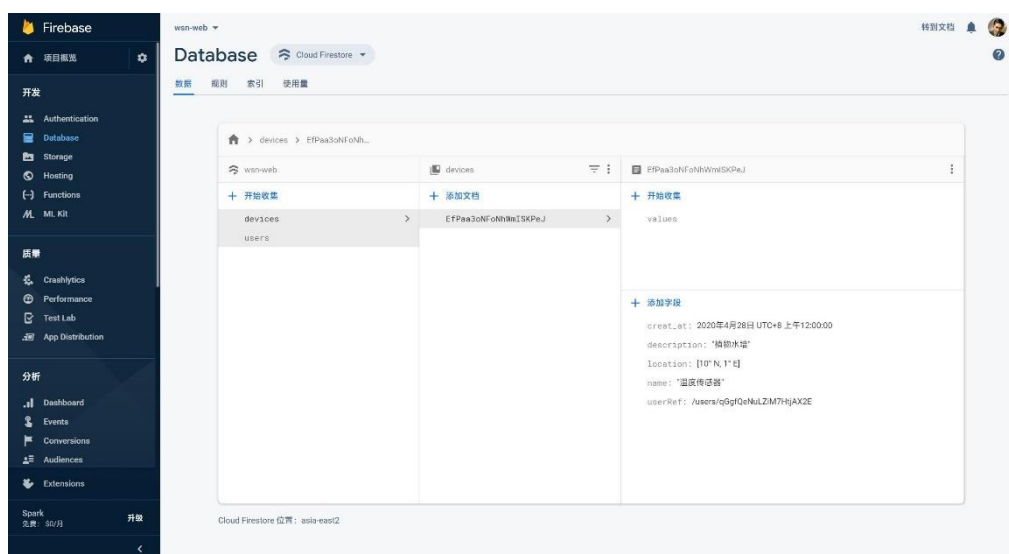 Firebase
项目概览
开发
Authentication
Database
Storage
Hosting
Functions
ML Kit
质量
Crashlytics
Performance
Test Lab
App Distribution
分析
Dashboard
Events
Conversions
Audiences
Extensions
Spark
免费: $0/月
升级
wsn-web
转到文档
Database
Cloud Firestore
数据 规则 索引 使用量
devices > EfPaa3oNFoNh...
wsn-web
开始收集
devices
users
devices
添加文档
EfPaa3oNFoNhWmISKPeJ
EfPaa3oNFoNhWmISKPeJ
开始收集
values
添加字段
creat_at: 2020年4月28日 UTC+8 上午12:00:00
description: "植物水培"
location: [10° N, 1° E]
name: "温度传感器"
userRef: /users/qGgfQeNuLZiM7HtjAX2E
Cloud Firestore 位置: asia-east2